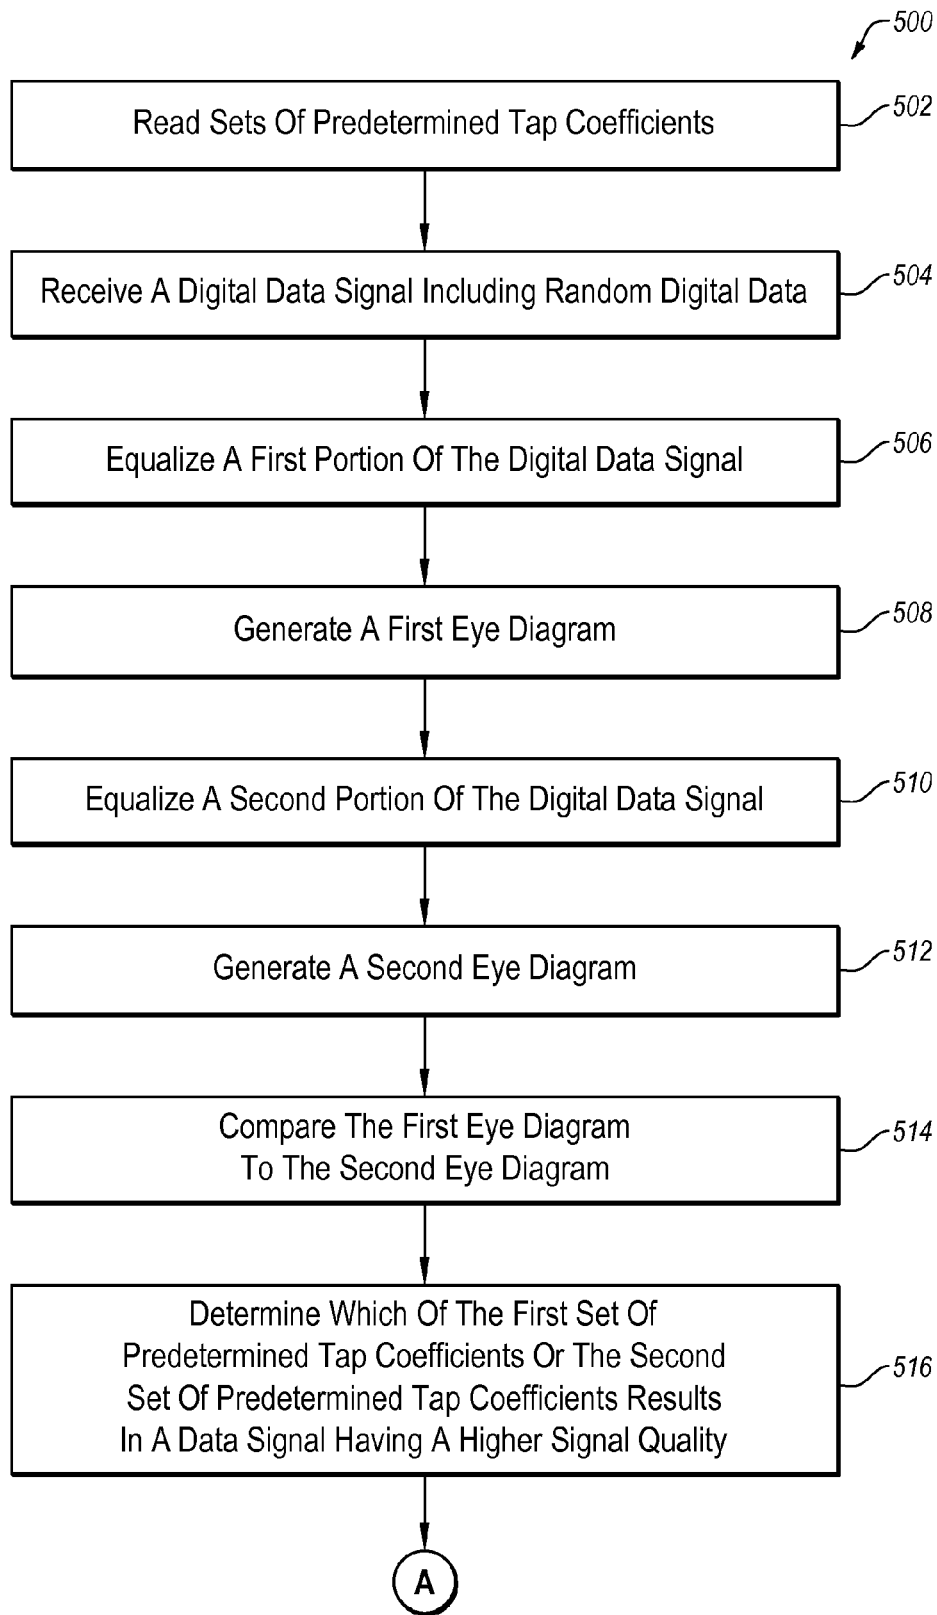 500
Read Sets Of Predetermined Tap Coefficients
502
Receive A Digital Data Signal Including Random Digital Data
504
Equalize A First Portion Of The Digital Data Signal
506
Generate A First Eye Diagram
508
Equalize A Second Portion Of The Digital Data Signal
510
Generate A Second Eye Diagram
512
Compare The First Eye Diagram
To The Second Eye Diagram
514
Determine Which Of The First Set Of
Predetermined Tap Coefficients Or The Second
Set Of Predetermined Tap Coefficients Results
In A Data Signal Having A Higher Signal Quality
516
A